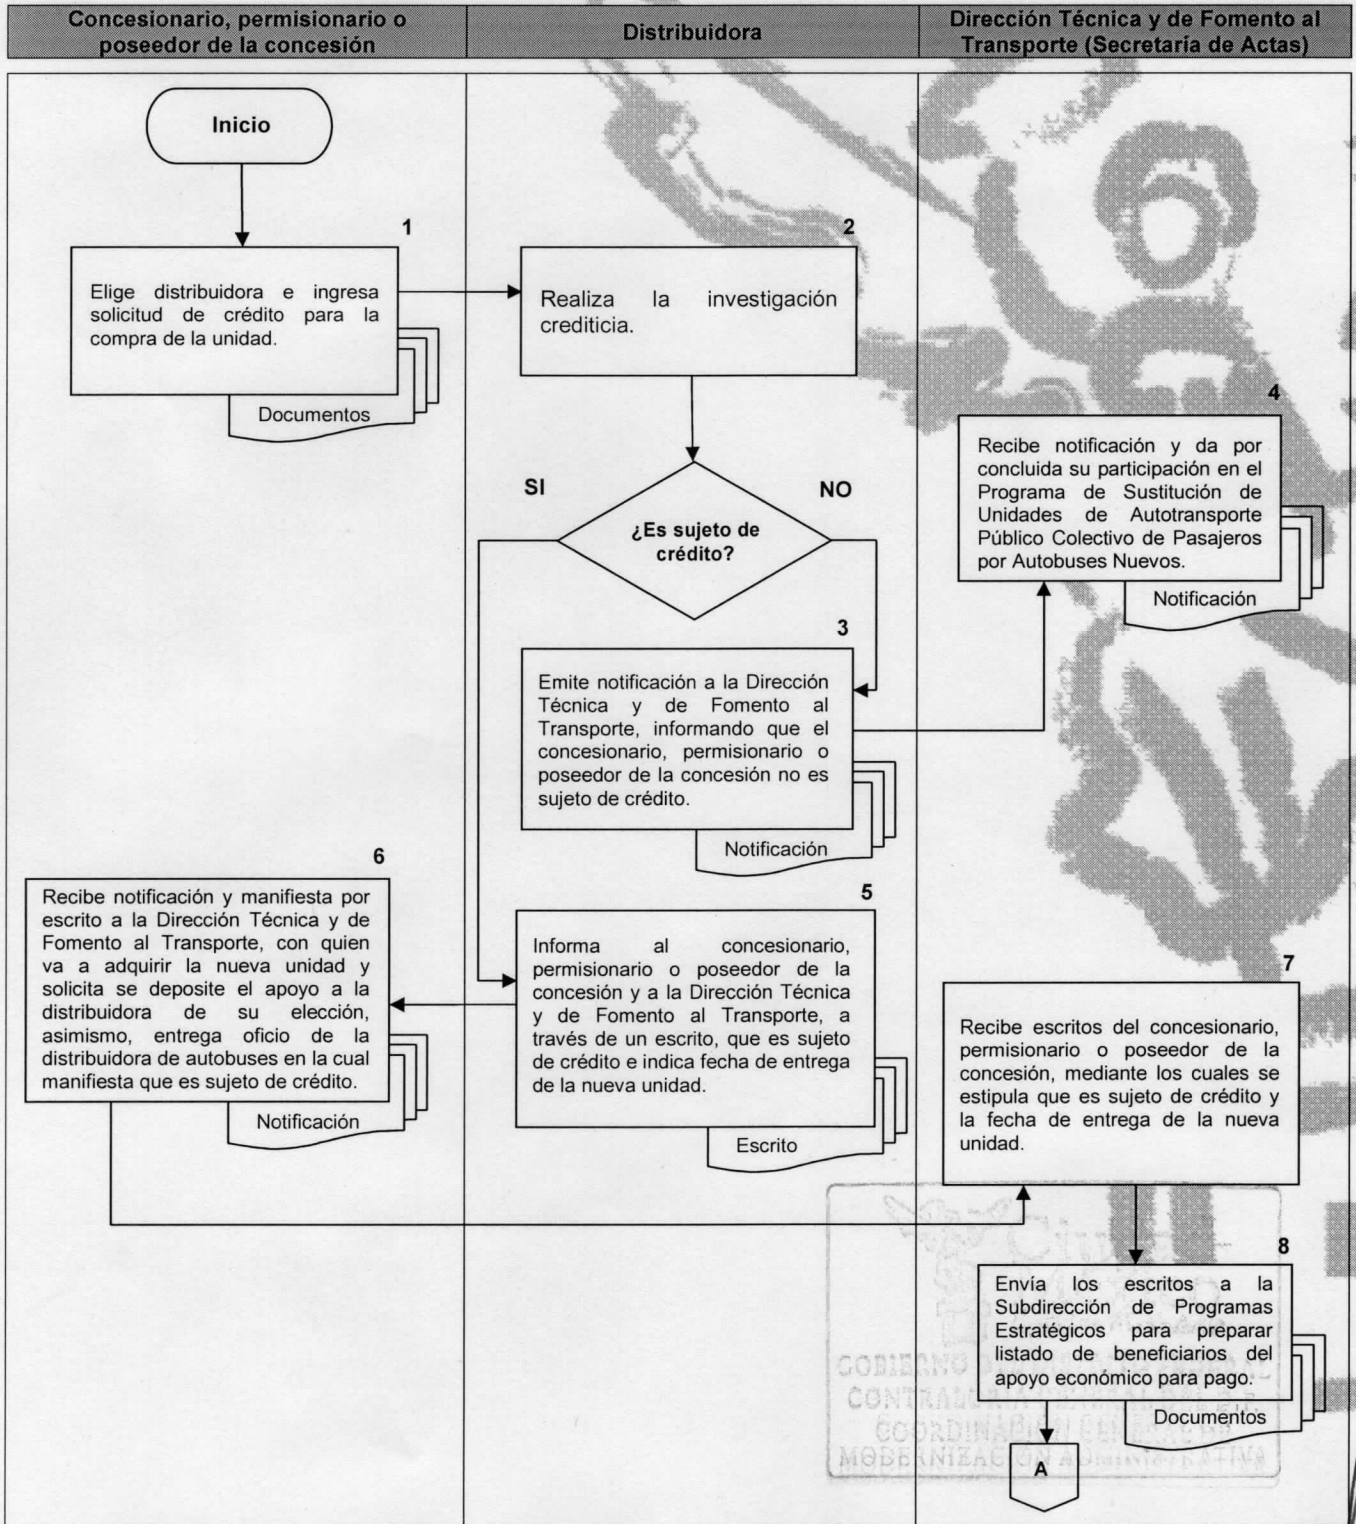 Concesionario, permisionario o
poseedor de la concesión
Distribuidora
Dirección Técnica y de Fomento al
Transporte (Secretaría de Actas)
Inicio
1
Elige distribuidora e ingresa
solicitud de crédito para la
compra de la unidad.
Documentos
2
Realiza la investigación
crediticia.
SI
NO
¿Es sujeto de
crédito?
3
Emite notificación a la Dirección
Técnica y de Fomento al
Transporte, informando que el
concesionario, permisionario o
poseedor de la concesión no es
sujeto de crédito.
Notificación
4
Recibe notificación y da por
concluida su participación en el
Programa de Sustitución de
Unidades de Autotransporte
Público Colectivo de Pasajeros
por Autobuses Nuevos.
Notificación
5
Informa al concesionario,
permisionario o poseedor de la
concesión y a la Dirección Técnica
y de Fomento al Transporte, a
través de un escrito, que es sujeto
de crédito e indica fecha de entrega
de la nueva unidad.
Escrito
6
Recibe notificación y manifiesta por
escrito a la Dirección Técnica y de
Fomento al Transporte, con quien
va a adquirir la nueva unidad y
solicita se deposite el apoyo a la
distribuidora de su elección,
asimismo, entrega oficio de la
distribuidora de autobuses en la cual
manifiesta que es sujeto de crédito.
Notificación
7
Recibe escritos del concesionario,
permisionario o poseedor de la
concesión, mediante los cuales se
estipula que es sujeto de crédito y
la fecha de entrega de la nueva
unidad.
8
Envía los escritos a la
Subdirección de Programas
Estratégicos para preparar
listado de beneficiarios del
apoyo económico para pago.
Documentos
A
GOBIERNO
CONTRALORÍA GENERAL DEL D.F.
COORDINACIÓN GENERAL DE
MODERNIZACIÓN ADMINISTRATIVA